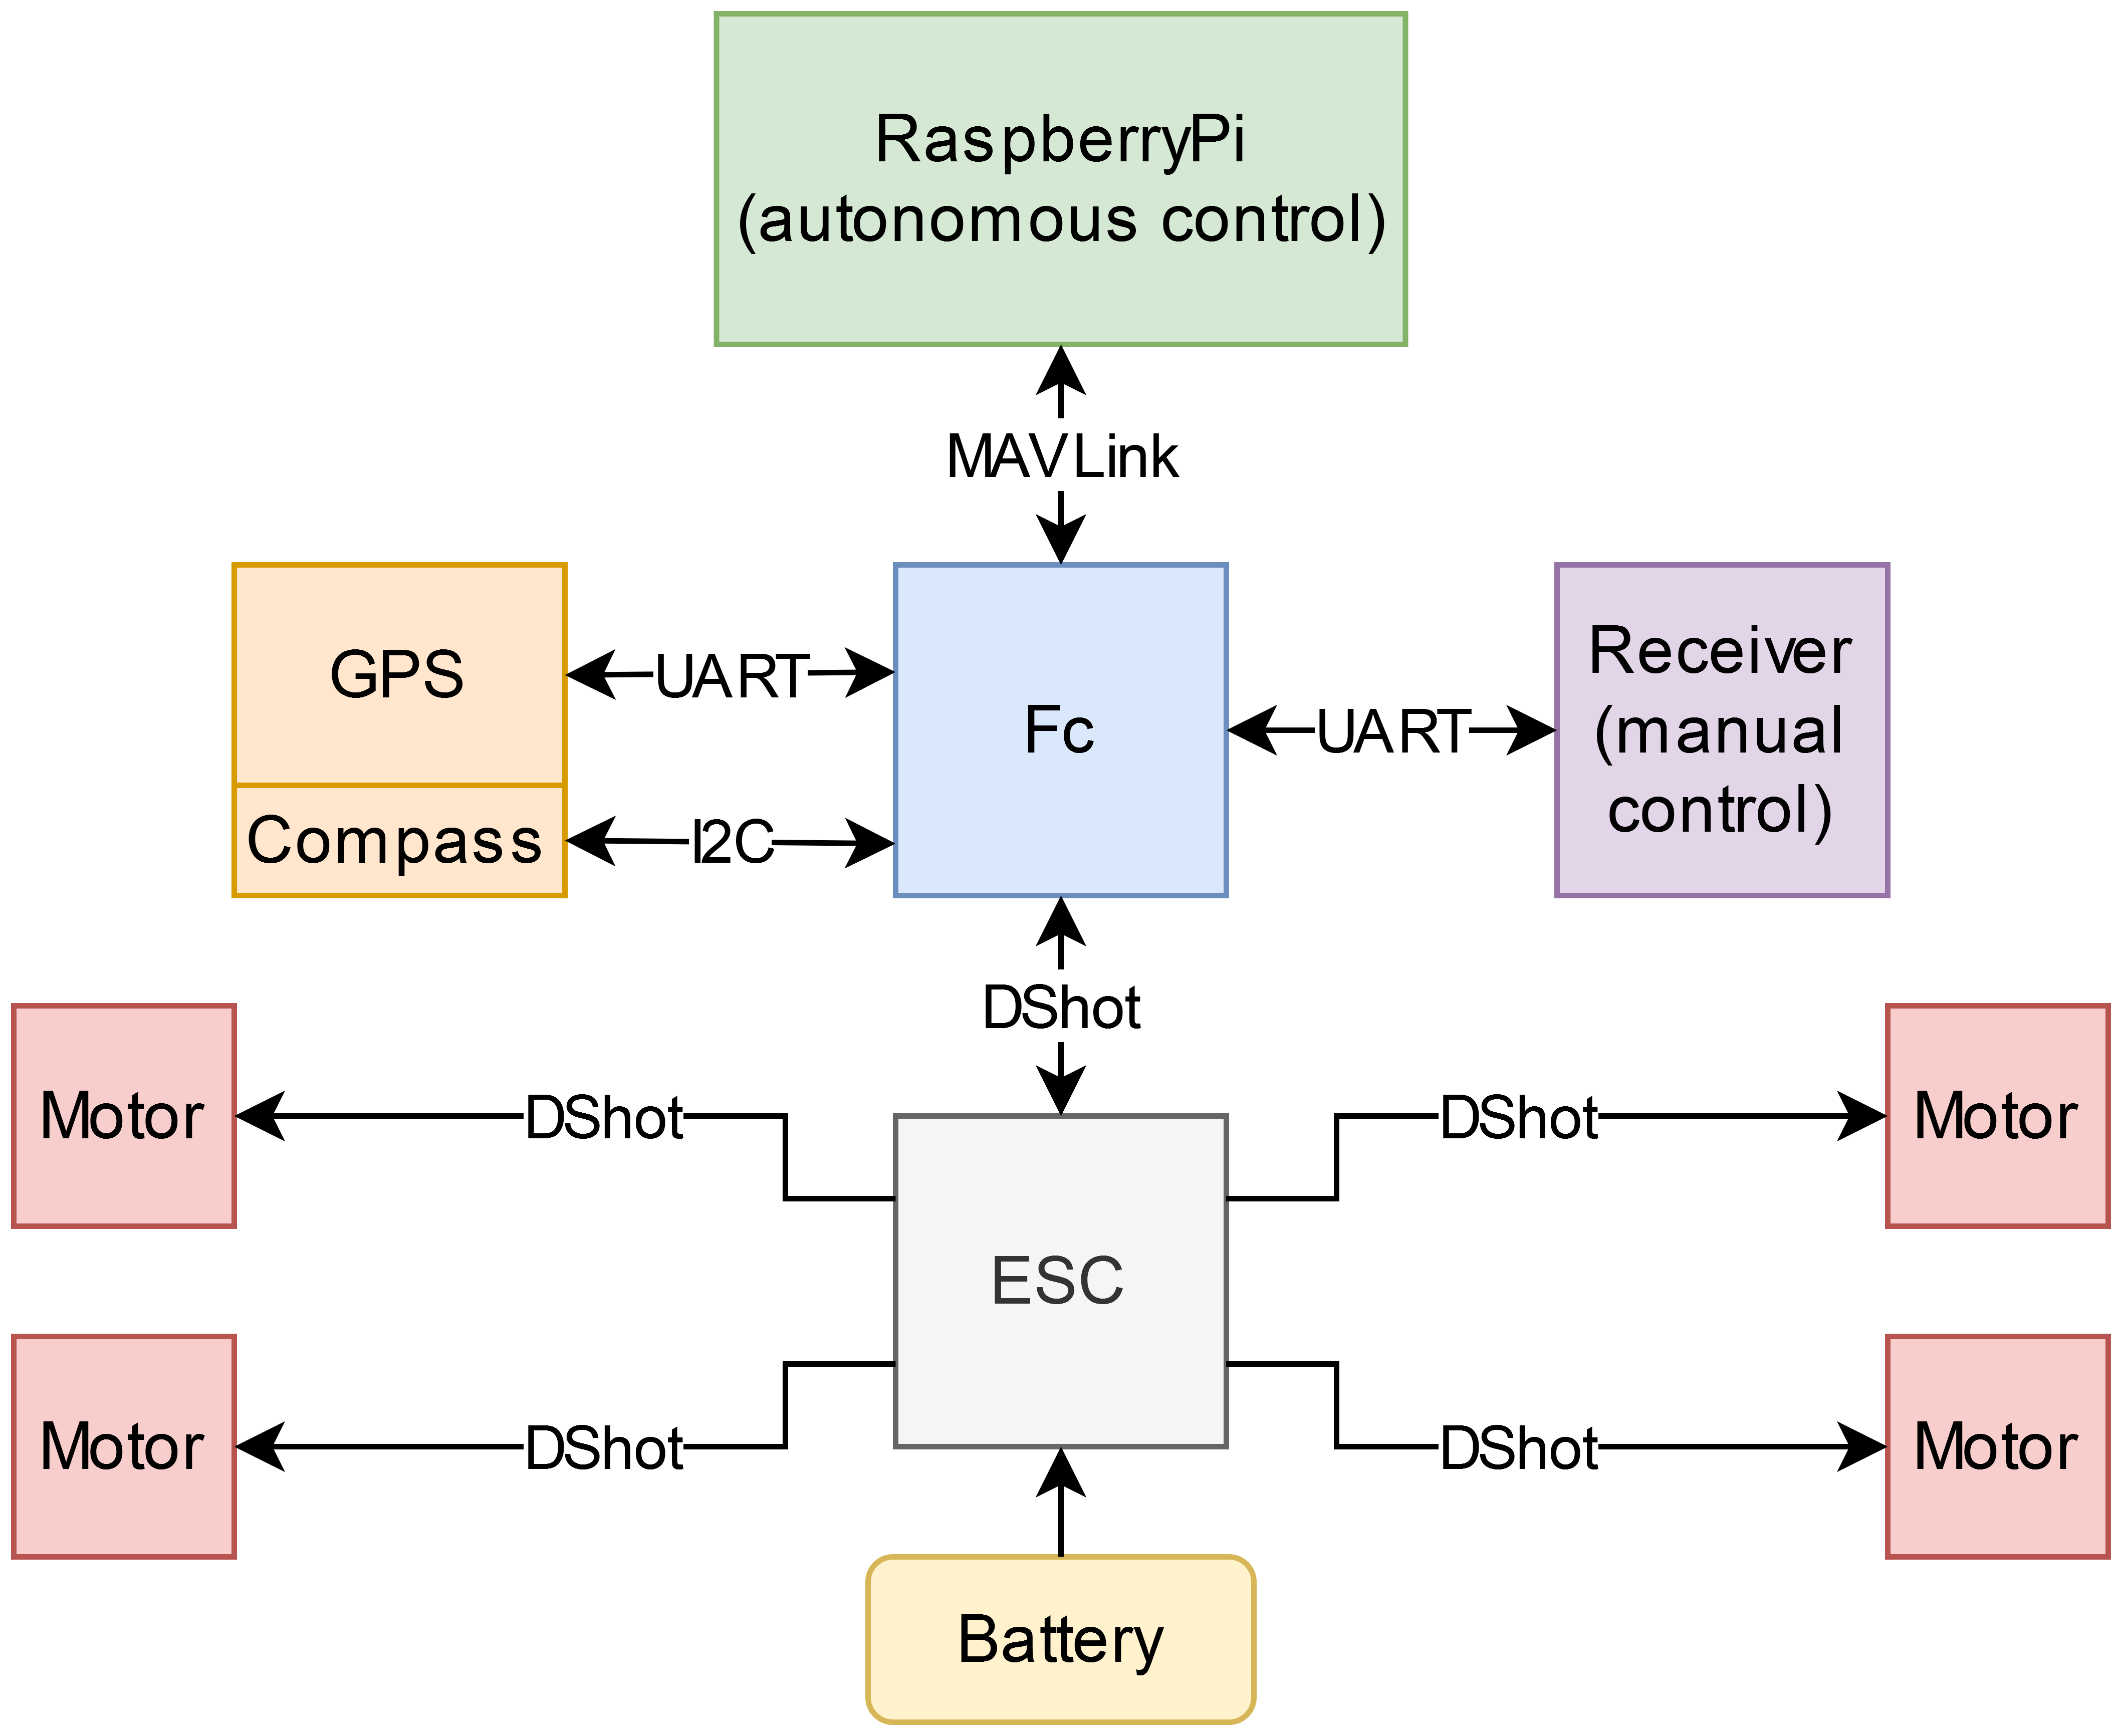 RaspberryPi
(autonomous control)
MAVLink
GPS
UART
Fc
UART
Receiver
(manual
control)
Compass
I2C
DShot
Motor
DShot
DShot
Motor
ESC
Motor
DShot
DShot
Motor
Battery